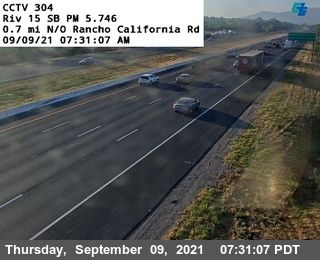 CCTV 304
Riv 15 SB PM 5.746
0.7 mi N/O Rancho California Rd
09/09/21 07:31:07 AM
Thursday, September 09, 2021 07:31:07 PDT